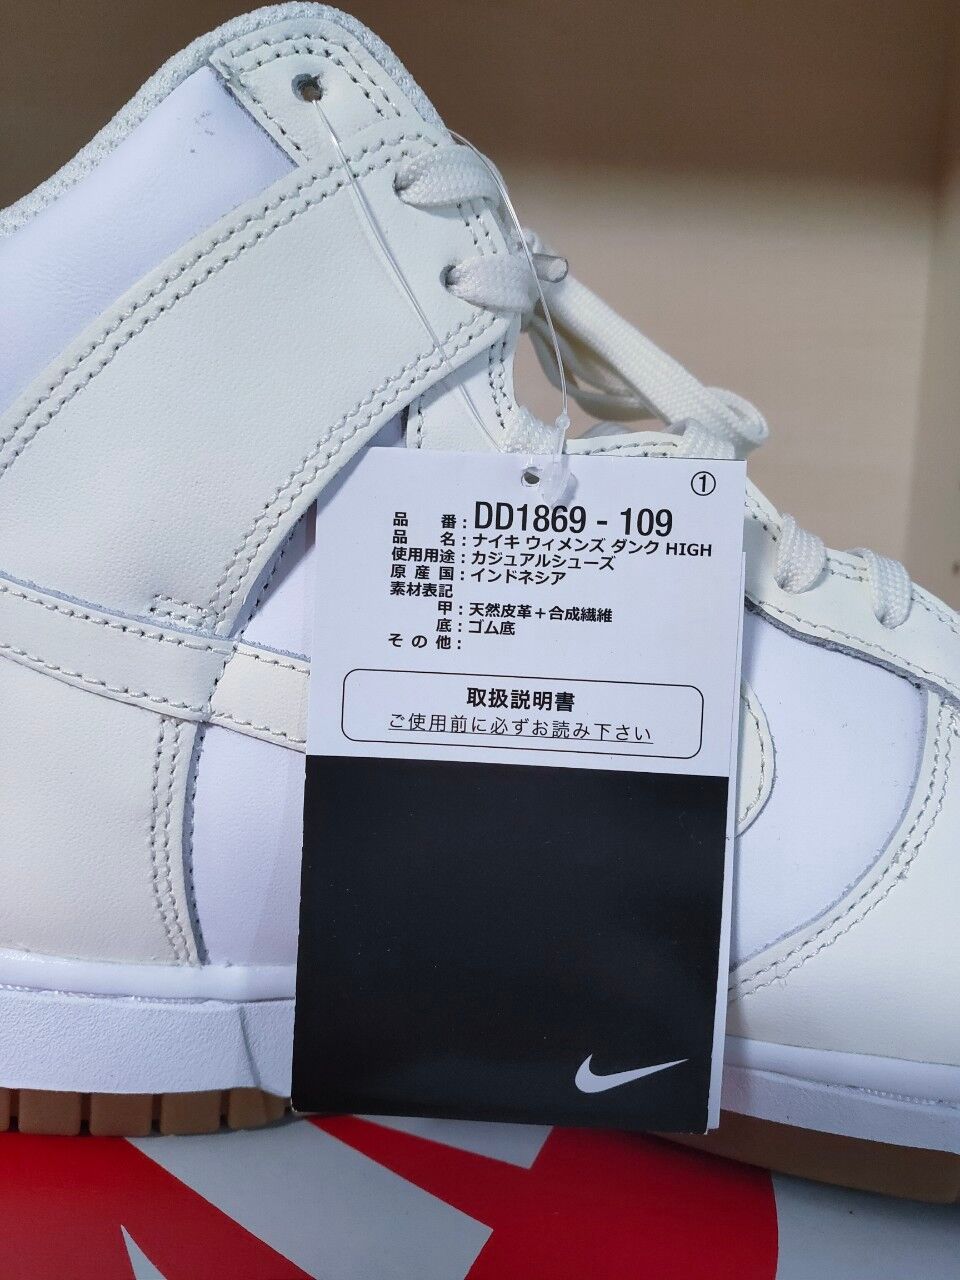 ①
品 番：DD1869 - 109
品 名：ナイキ ウィメンズ ダンク HIGH
使用用途：カジュアルシューズ
原 産 国：インドネシア
素材表記
甲：天然皮革＋合成繊維
底：ゴム底
そ の 他：
取扱説明書
ご使用前に必ずお読み下さい